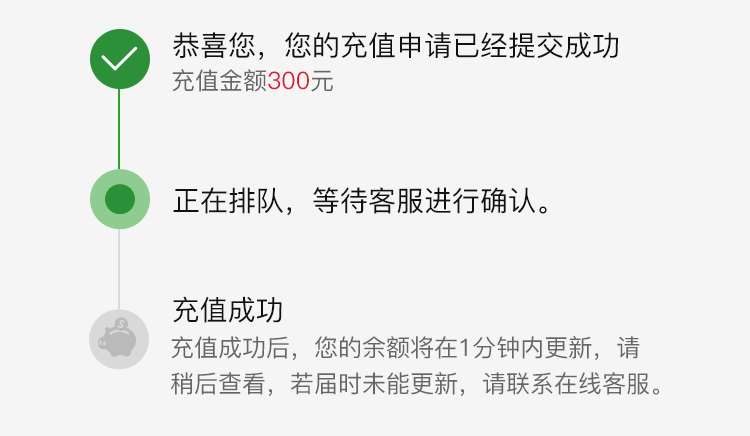 恭喜您，您的充值申请已经提交成功
充值金额300元
正在排队，等待客服进行确认。
充值成功
充值成功后，您的余额将在1分钟内更新，请
稍后查看，若届时未能更新，请联系在线客服。